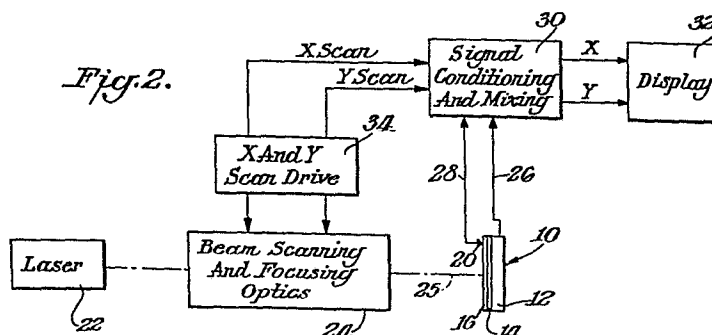 Fig. 2.
X Scan
Y Scan
30
Signal
Conditioning
And Mixing
X
Y
32
Display
34
X And Y
Scan Drive
28
26
Laser
22
Beam Scanning
And Focusing
Optics
24
25
20
10
12
16
14